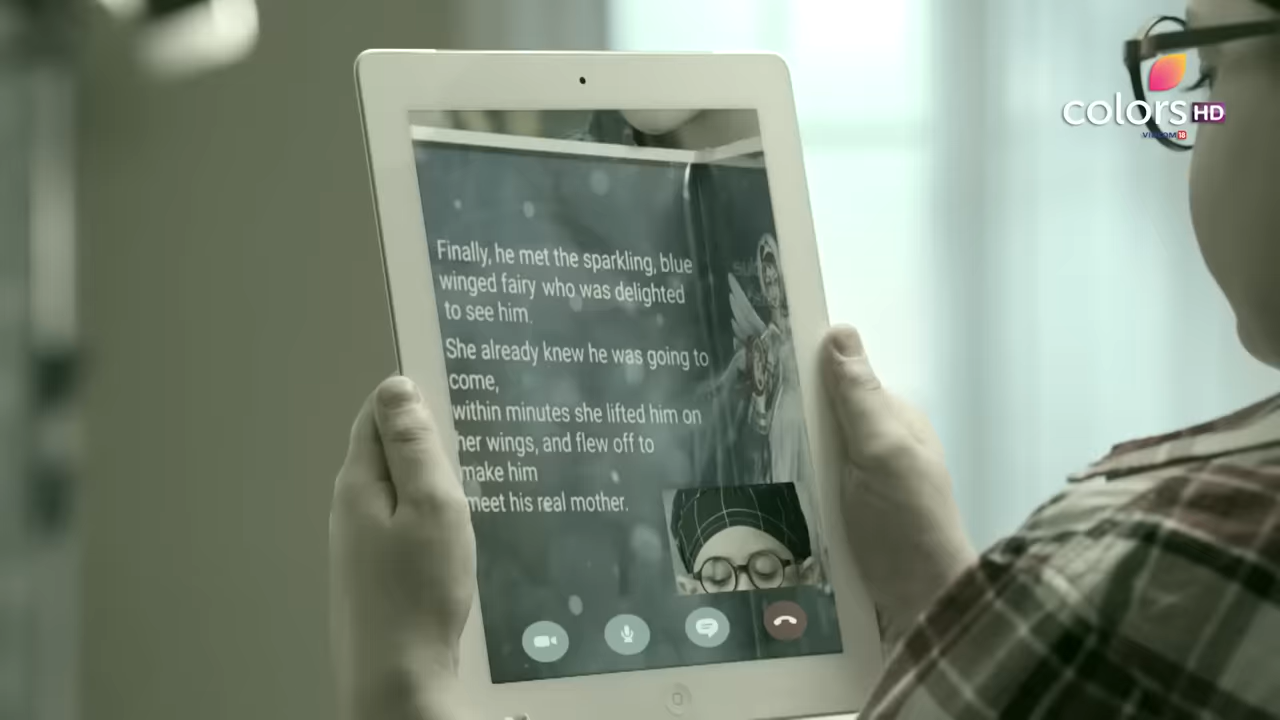 colors HD
VIACOM 18
Finally, he met the sparkling, blue
winged fairy who was delighted
to see him.
She already knew he was going to
come,
within minutes she lifted him on
her wings, and flew off to
make him
meet his real mother.